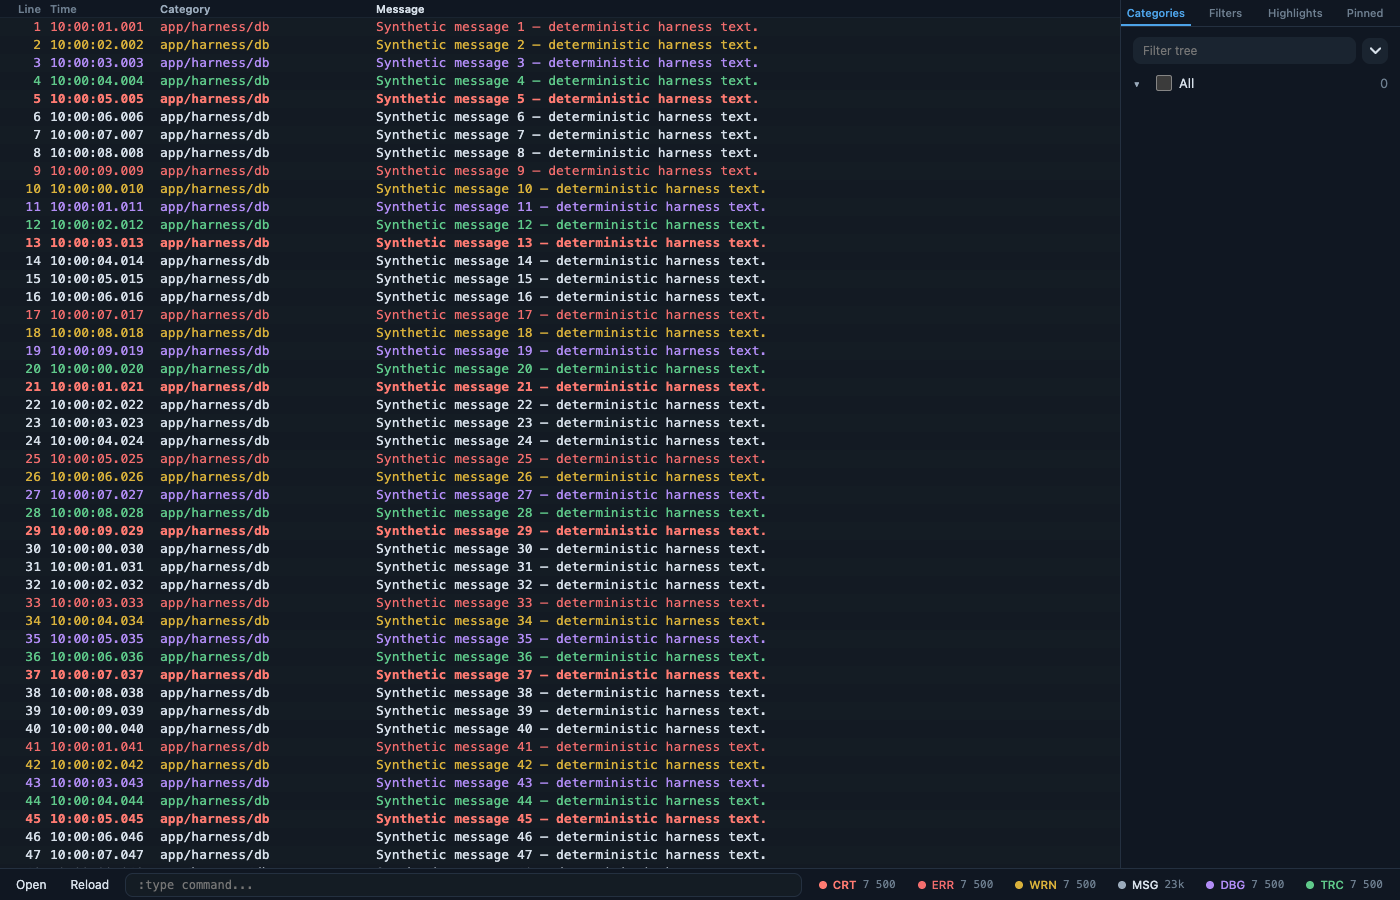 Line Time Category Message
1 10:00:01.001 app/harness/db Synthetic message 1 — deterministic harness text.
2 10:00:02.002 app/harness/db Synthetic message 2 — deterministic harness text.
3 10:00:03.003 app/harness/db Synthetic message 3 — deterministic harness text.
4 10:00:04.004 app/harness/db Synthetic message 4 — deterministic harness text.
5 10:00:05.005 app/harness/db Synthetic message 5 — deterministic harness text.
6 10:00:06.006 app/harness/db Synthetic message 6 — deterministic harness text.
7 10:00:07.007 app/harness/db Synthetic message 7 — deterministic harness text.
8 10:00:08.008 app/harness/db Synthetic message 8 — deterministic harness text.
9 10:00:09.009 app/harness/db Synthetic message 9 — deterministic harness text.
10 10:00:00.010 app/harness/db Synthetic message 10 — deterministic harness text.
11 10:00:01.011 app/harness/db Synthetic message 11 — deterministic harness text.
12 10:00:02.012 app/harness/db Synthetic message 12 — deterministic harness text.
13 10:00:03.013 app/harness/db Synthetic message 13 — deterministic harness text.
14 10:00:04.014 app/harness/db Synthetic message 14 — deterministic harness text.
15 10:00:05.015 app/harness/db Synthetic message 15 — deterministic harness text.
16 10:00:06.016 app/harness/db Synthetic message 16 — deterministic harness text.
17 10:00:07.017 app/harness/db Synthetic message 17 — deterministic harness text.
18 10:00:08.018 app/harness/db Synthetic message 18 — deterministic harness text.
19 10:00:09.019 app/harness/db Synthetic message 19 — deterministic harness text.
20 10:00:00.020 app/harness/db Synthetic message 20 — deterministic harness text.
21 10:00:01.021 app/harness/db Synthetic message 21 — deterministic harness text.
22 10:00:02.022 app/harness/db Synthetic message 22 — deterministic harness text.
23 10:00:03.023 app/harness/db Synthetic message 23 — deterministic harness text.
24 10:00:04.024 app/harness/db Synthetic message 24 — deterministic harness text.
25 10:00:05.025 app/harness/db Synthetic message 25 — deterministic harness text.
26 10:00:06.026 app/harness/db Synthetic message 26 — deterministic harness text.
27 10:00:07.027 app/harness/db Synthetic message 27 — deterministic harness text.
28 10:00:08.028 app/harness/db Synthetic message 28 — deterministic harness text.
29 10:00:09.029 app/harness/db Synthetic message 29 — deterministic harness text.
30 10:00:00.030 app/harness/db Synthetic message 30 — deterministic harness text.
31 10:00:01.031 app/harness/db Synthetic message 31 — deterministic harness text.
32 10:00:02.032 app/harness/db Synthetic message 32 — deterministic harness text.
33 10:00:03.033 app/harness/db Synthetic message 33 — deterministic harness text.
34 10:00:04.034 app/harness/db Synthetic message 34 — deterministic harness text.
35 10:00:05.035 app/harness/db Synthetic message 35 — deterministic harness text.
36 10:00:06.036 app/harness/db Synthetic message 36 — deterministic harness text.
37 10:00:07.037 app/harness/db Synthetic message 37 — deterministic harness text.
38 10:00:08.038 app/harness/db Synthetic message 38 — deterministic harness text.
39 10:00:09.039 app/harness/db Synthetic message 39 — deterministic harness text.
40 10:00:00.040 app/harness/db Synthetic message 40 — deterministic harness text.
41 10:00:01.041 app/harness/db Synthetic message 41 — deterministic harness text.
42 10:00:02.042 app/harness/db Synthetic message 42 — deterministic harness text.
43 10:00:03.043 app/harness/db Synthetic message 43 — deterministic harness text.
44 10:00:04.044 app/harness/db Synthetic message 44 — deterministic harness text.
45 10:00:05.045 app/harness/db Synthetic message 45 — deterministic harness text.
46 10:00:06.046 app/harness/db Synthetic message 46 — deterministic harness text.
47 10:00:07.047 app/harness/db Synthetic message 47 — deterministic harness text.
Categories Filters Highlights Pinned
Filter tree
All 0
Open Reload :type command... CRT 7 500 ERR 7 500 WRN 7 500 MSG 23k DBG 7 500 TRC 7 500